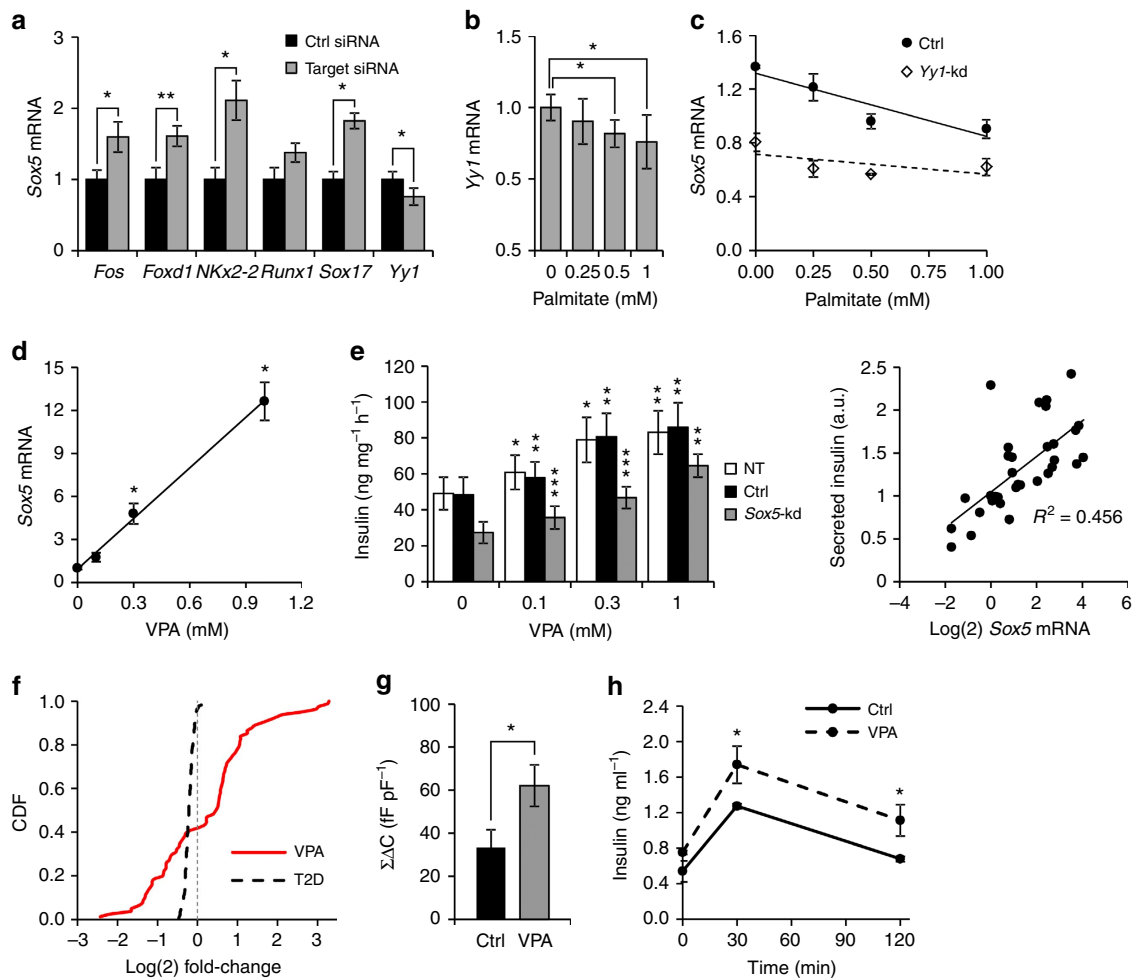 a
3
2
1
0
Sox5 mRNA
Ctrl siRNA
Target siRNA
*
**
*
*
*
Fos Foxd1 NKx2-2 Runx1 Sox17 Yy1
b
1.5
1.0
0.5
0.5
Yy1 mRNA
*
*
0 0.25 0.5 1
Palmitate (mM)
c
1.6
1.2
0.8
0.4
0.0
Sox5 mRNA
Ctrl
Yy1-kd
0.00 0.25 0.50 0.75 1.00
Palmitate (mM)
d
15
12
9
6
3
0
Sox5 mRNA
*
*
0 0.3 0.6 0.9 1.2
VPA (mM)
e
120
100
80
60
40
20
0
Insulin (ng mg−1 h−1)
NT
Ctrl
Sox5-kd
*
**
***
*
**
***
**
**
**
0 0.1 0.3 1
VPA (mM)
2.5
2
1.5
1
0.5
0
Secreted insulin (a.u.)
R2 = 0.456
−4 −2 0 2 4 6
Log(2) Sox5 mRNA
f
1.0
0.8
0.6
0.4
0.2
0.0
CDF
VPA
T2D
−3 −2 −1 0 1 2 3
Log(2) fold-change
g
100
80
60
40
20
0
ΣΔC (fF pF−1)
*
Ctrl VPA
h
2.4
1.8
1.2
0.6
0.0
Insulin (ng ml−1)
Ctrl
VPA
*
*
0 30 60 90 120
Time (min)